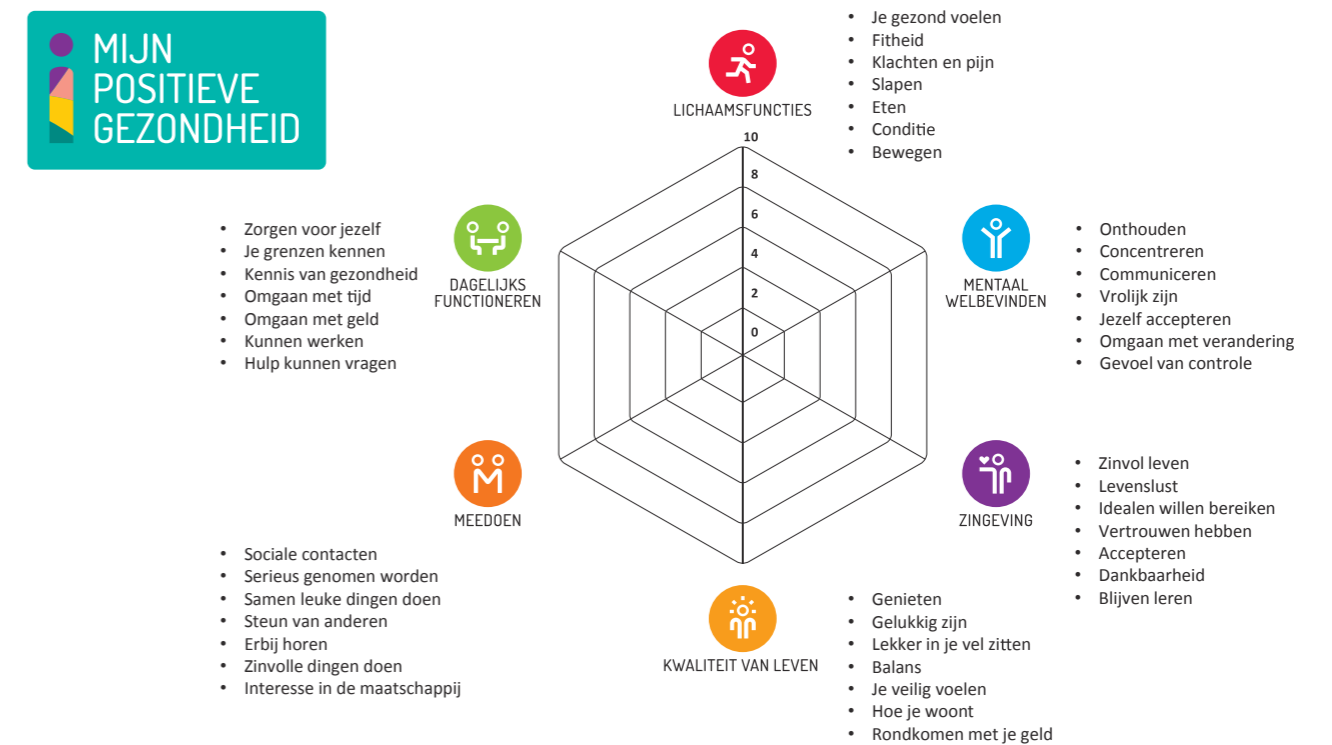 MIJN
POSITIEVE
GEZONDHEID
LICHAAMSFUNCTIES
• Je gezond voelen
• Fitheid
• Klachten en pijn
• Slapen
• Eten
• Conditie
• Bewegen
10
8
6
4
2
0
MENTAAL
WELBEVINDEN
• Onthouden
• Concentreren
• Communiceren
• Vrolijk zijn
• Jezelf accepteren
• Omgaan met verandering
• Gevoel van controle
ZINGEVING
• Zinvol leven
• Levenslust
• Idealen willen bereiken
• Vertrouwen hebben
• Accepteren
• Dankbaarheid
• Blijven leren
KWALITEIT VAN LEVEN
• Genieten
• Gelukkig zijn
• Lekker in je vel zitten
• Balans
• Je veilig voelen
• Hoe je woont
• Rondkomen met je geld
MEEDOEN
• Sociale contacten
• Serieus genomen worden
• Samen leuke dingen doen
• Steun van anderen
• Erbij horen
• Zinvolle dingen doen
• Interesse in de maatschappij
DAGELIJKS
FUNCTIONEREN
• Zorgen voor jezelf
• Je grenzen kennen
• Kennis van gezondheid
• Omgaan met tijd
• Omgaan met geld
• Kunnen werken
• Hulp kunnen vragen